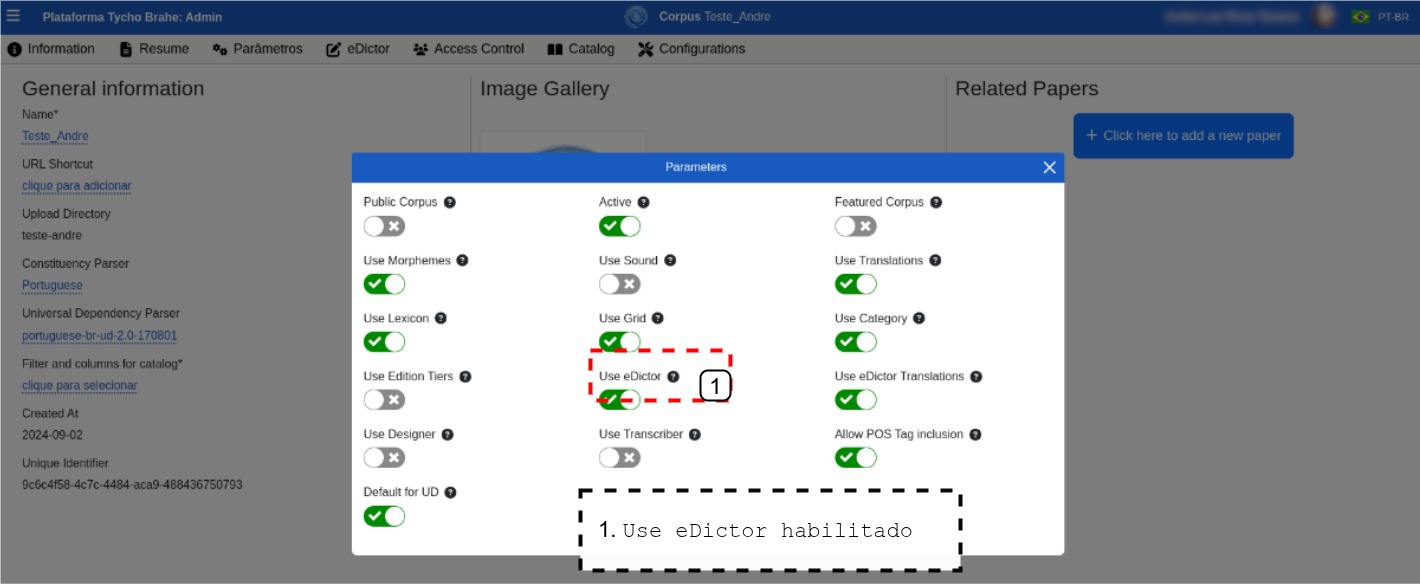 Plataforma Tycho Brahe: Admin
Corpus Teste_Andre
PT-BR
Information
Resume
Parâmetros
eDictor
Access Control
Catalog
Configurations
General information
Name*
Teste_Andre
URL Shortcut
clique para adicionar
Upload Directory
teste-andre
Constituency Parser
Portuguese
Universal Dependency Parser
portuguese-br-ud-2.0-170801
Filter and columns for catalog*
clique para selecionar
Created At
2024-09-02
Unique Identifier
9c6c4f58-4c7c-4484-aca9-488436750793
Image Gallery
Related Papers
+ Click here to add a new paper
Parameters
Public Corpus
Active
Featured Corpus
Use Morphemes
Use Sound
Use Translations
Use Lexicon
Use Grid
Use Category
Use Edition Tiers
Use eDictor
1
Use eDictor Translations
Use Designer
Use Transcriber
Allow POS Tag inclusion
Default for UD
1. Use eDictor habilitado